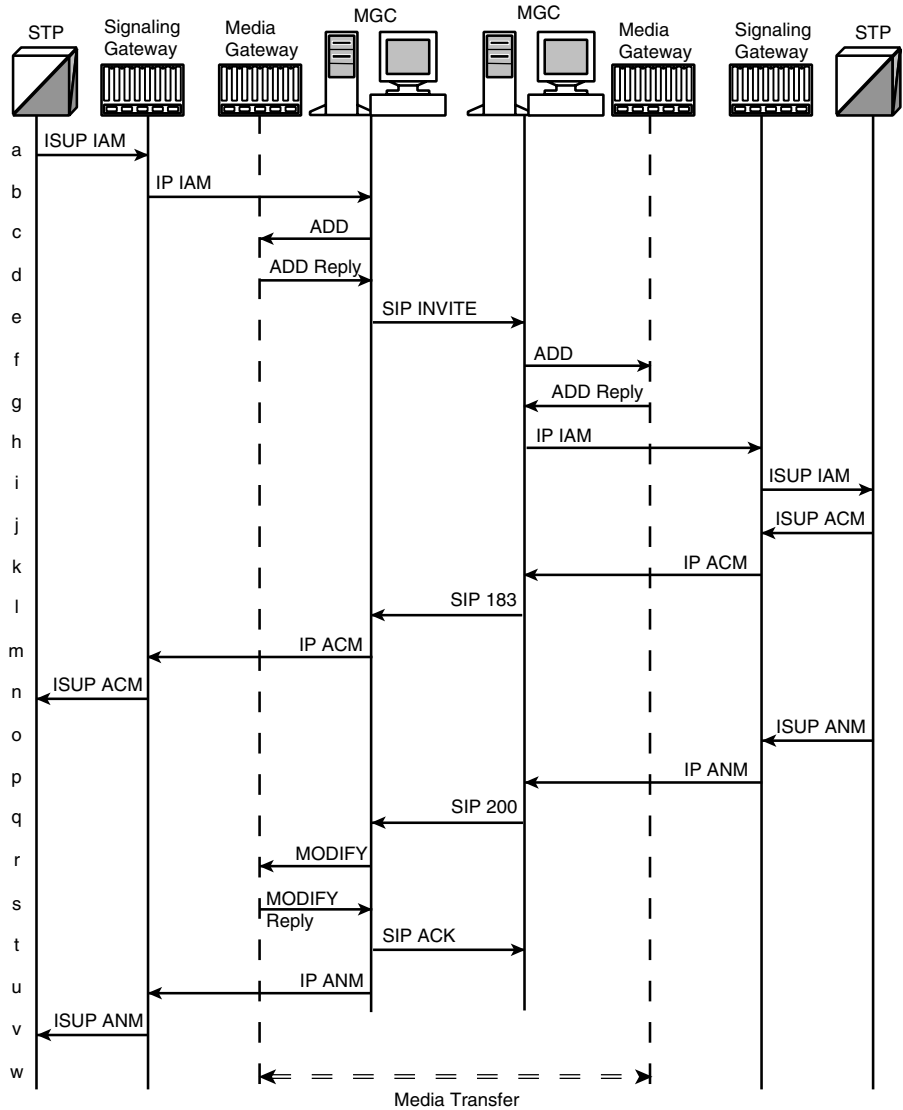 STP
Signaling
Gateway
Media
Gateway
MGC
MGC
Media
Gateway
Signaling
Gateway
STP
a ISUP IAM
b IP IAM
c ADD
d ADD Reply
e SIP INVITE
f ADD
g ADD Reply
h IP IAM
i ISUP IAM
j ISUP ACM
k IP ACM
l SIP 183
m IP ACM
n ISUP ACM
o ISUP ANM
p IP ANM
q SIP 200
r MODIFY
s MODIFY
Reply
t SIP ACK
u IP ANM
v ISUP ANM
w
Media Transfer